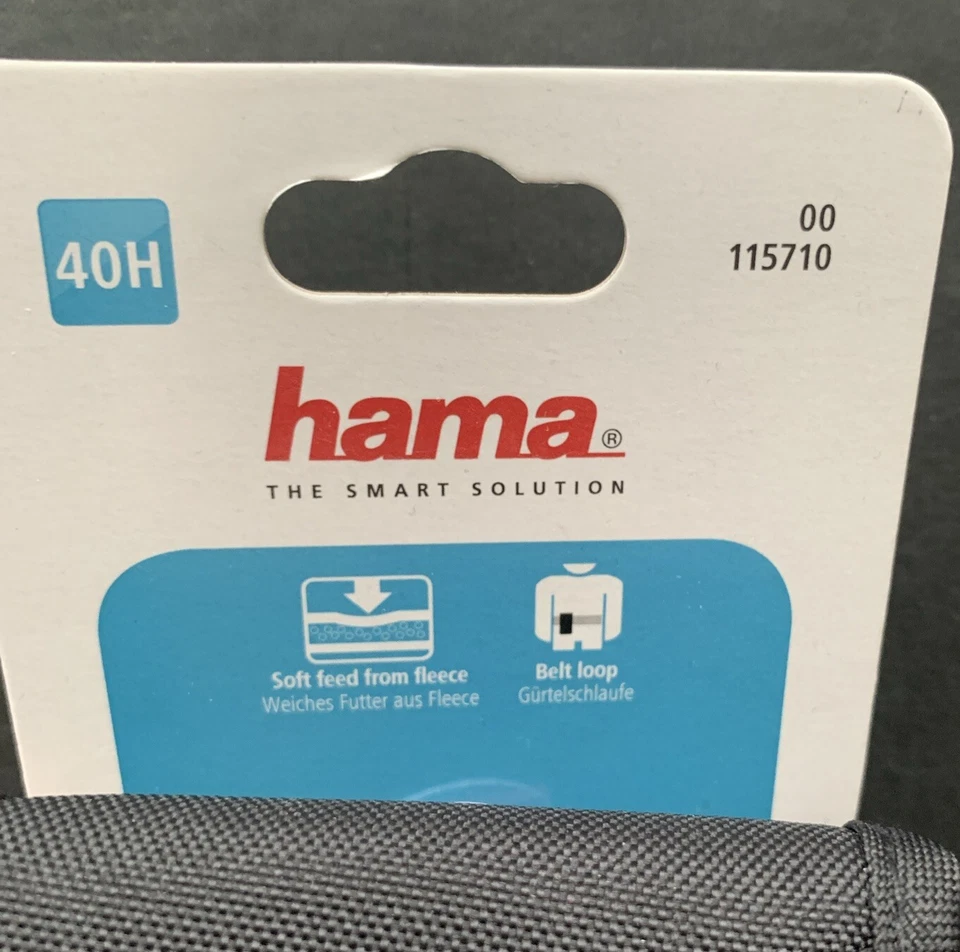 40H
00
115710
hama®
THE SMART SOLUTION
Soft feed from fleece
Weiches Futter aus Fleece
Belt loop
Gürtelschlaufe